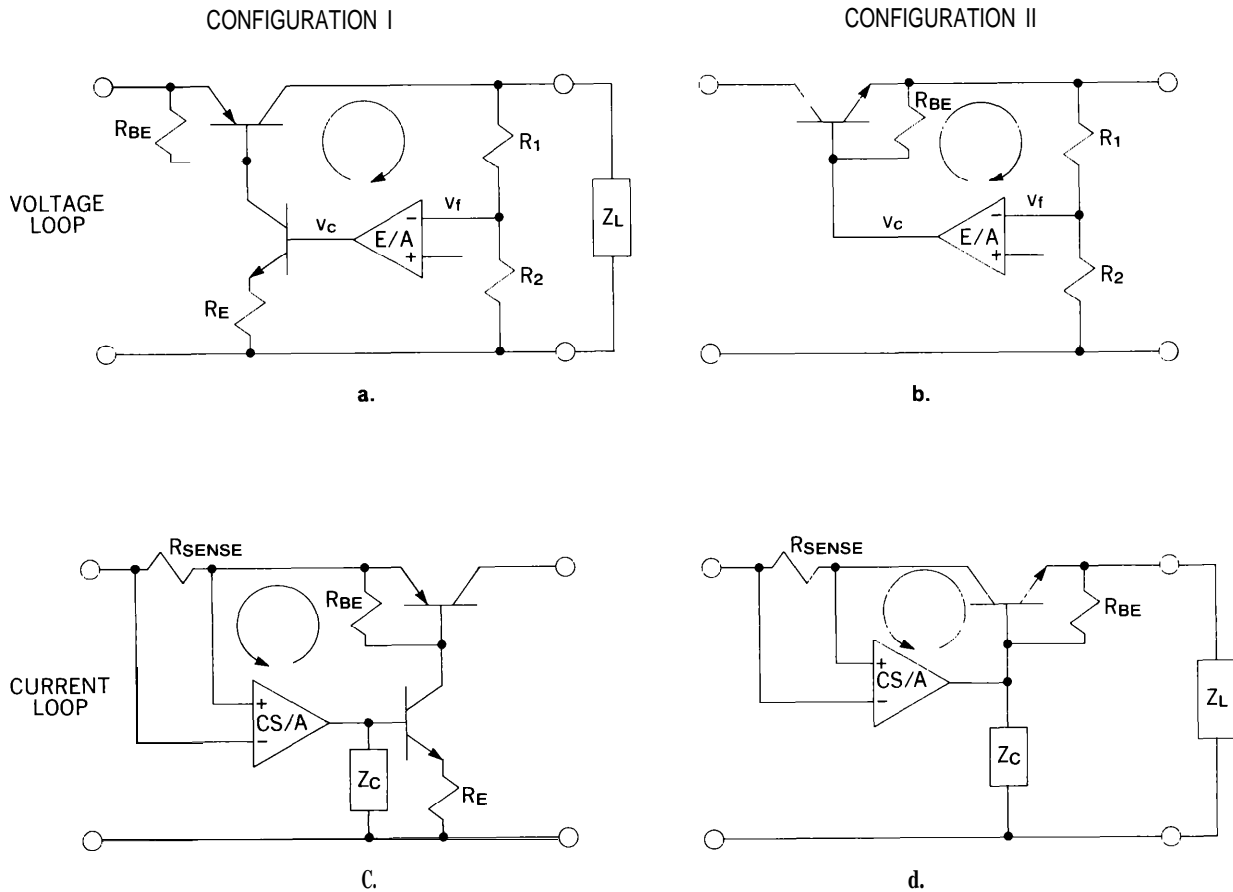 CONFIGURATION I
CONFIGURATION II
VOLTAGE
LOOP
RBE
R1
Vf
Vc
E/A
-
+
R2
RE
ZL
a.
RBE
R1
Vf
Vc
E/A
-
+
R2
b.
CURRENT
LOOP
RSENSE
RBE
+
CS/A
-
ZC
RE
C.
RSENSE
RBE
+
CS/A
-
ZC
ZL
d.